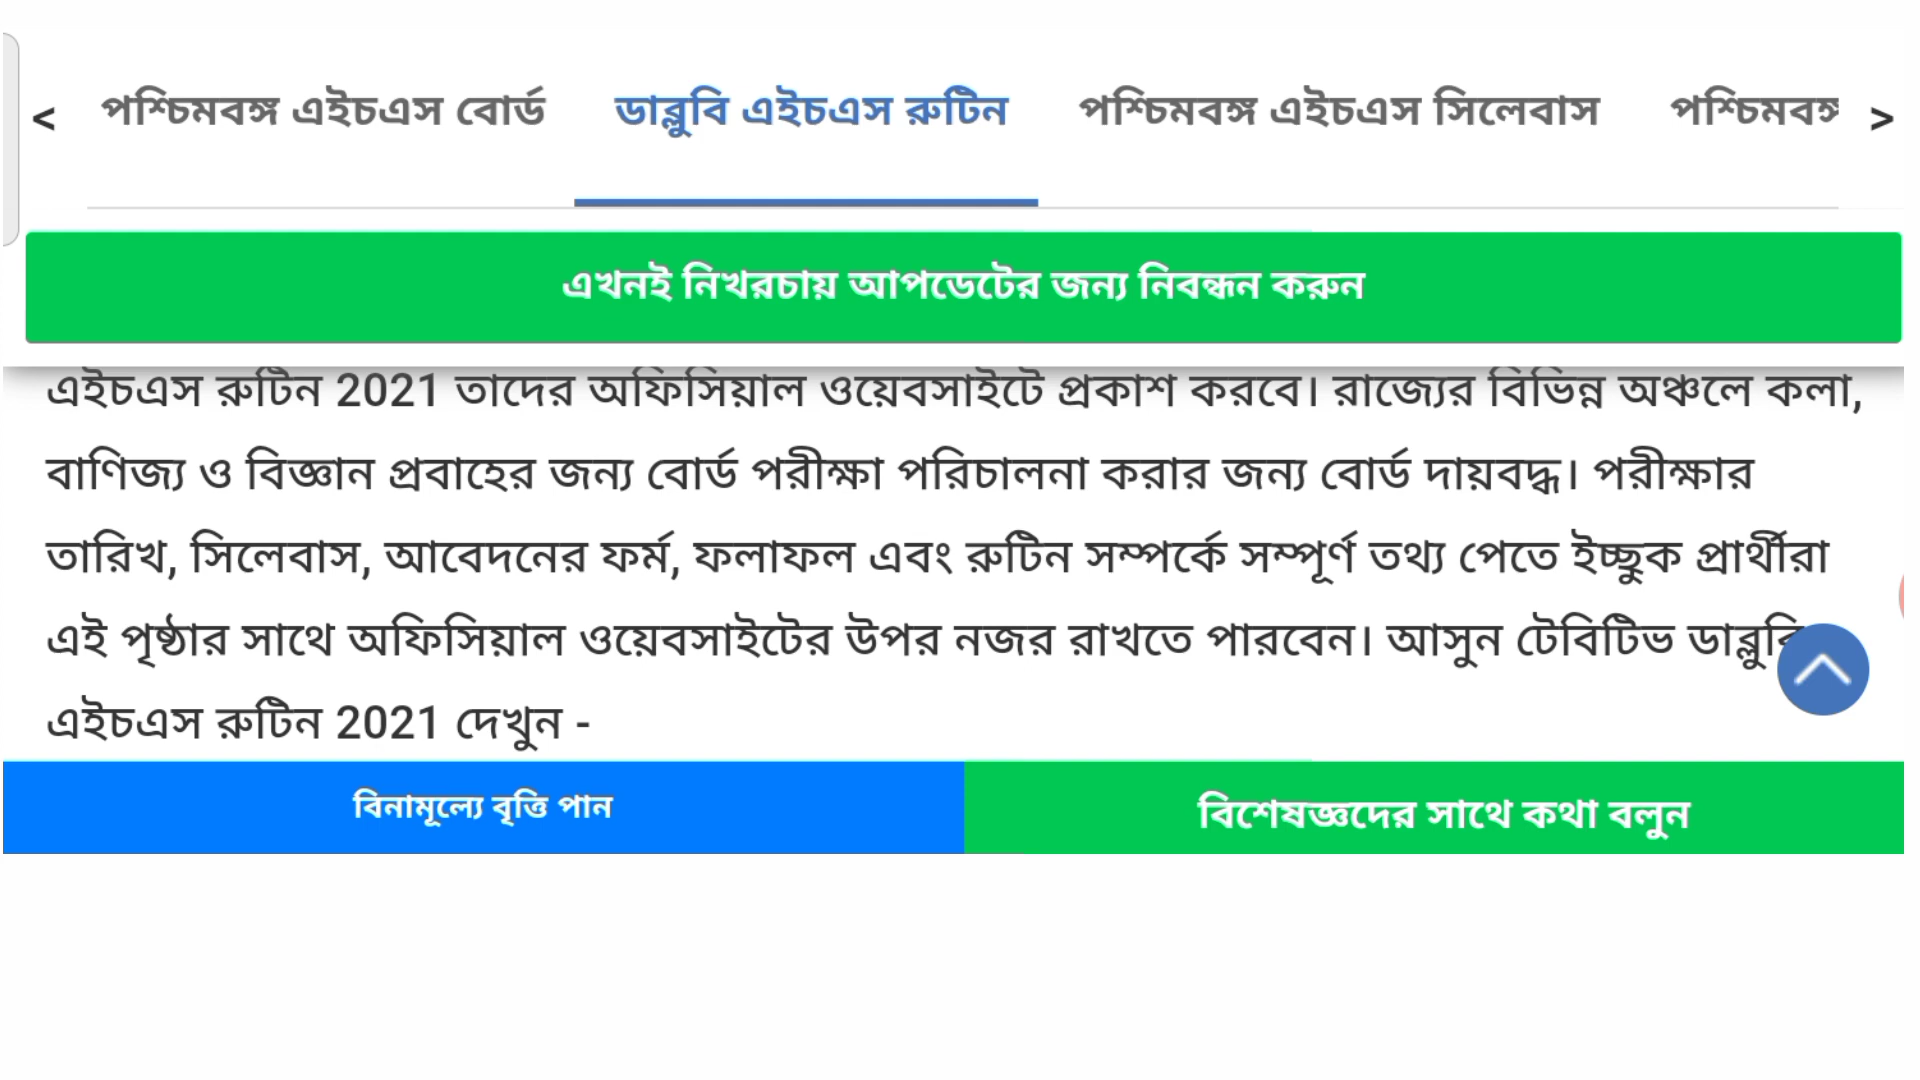 < পশ্চিমবঙ্গ এইচএস বোর্ড ডাব্লুবি এইচএস রুটিন পশ্চিমবঙ্গ এইচএস সিলেবাস পশ্চিমবঙ্গ >
এখনই নিখরচায় আপডেটের জন্য নিবন্ধন করুন
এইচএস রুটিন 2021 তাদের অফিসিয়াল ওয়েবসাইটে প্রকাশ করবে। রাজ্যের বিভিন্ন অঞ্চলে কলা,
বাণিজ্য ও বিজ্ঞান প্রবাহের জন্য বোর্ড পরীক্ষা পরিচালনা করার জন্য বোর্ড দায়বদ্ধ। পরীক্ষার
তারিখ, সিলেবাস, আবেদনের ফর্ম, ফলাফল এবং রুটিন সম্পর্কে সম্পূর্ণ তথ্য পেতে ইচ্ছুক প্রার্থীরা
এই পৃষ্ঠার সাথে অফিসিয়াল ওয়েবসাইটের উপর নজর রাখতে পারবেন। আসুন টেবিটিভ ডাব্লুবি
এইচএস রুটিন 2021 দেখুন -
বিনামূল্যে বৃত্তি পান বিশেষজ্ঞদের সাথে কথা বলুন